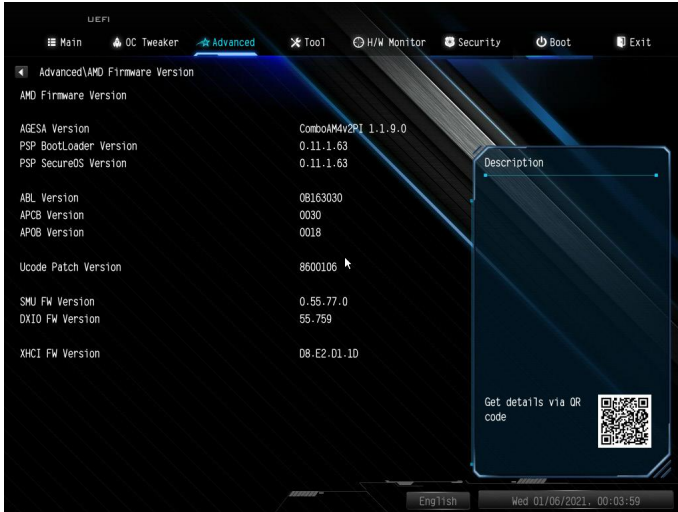 UEFI
Main OC Tweaker Advanced Tool H/W Monitor Security Boot Exit
Advanced\AMD Firmware Version
AMD Firmware Version
AGESA Version ComboAM4v2PI 1.1.9.0
PSP BootLoader Version 0.11.1.63
PSP SecureOS Version 0.11.1.63
ABL Version 0B163030
APCB Version 0030
APOB Version 0018
Ucode Patch Version 8600106
SMU FW Version 0.55.77.0
DXIO FW Version 55.759
XHCI FW Version D8.E2.D1.1D
Description
Get details via QR
code
English
Wed 01/06/2021. 00:03:59